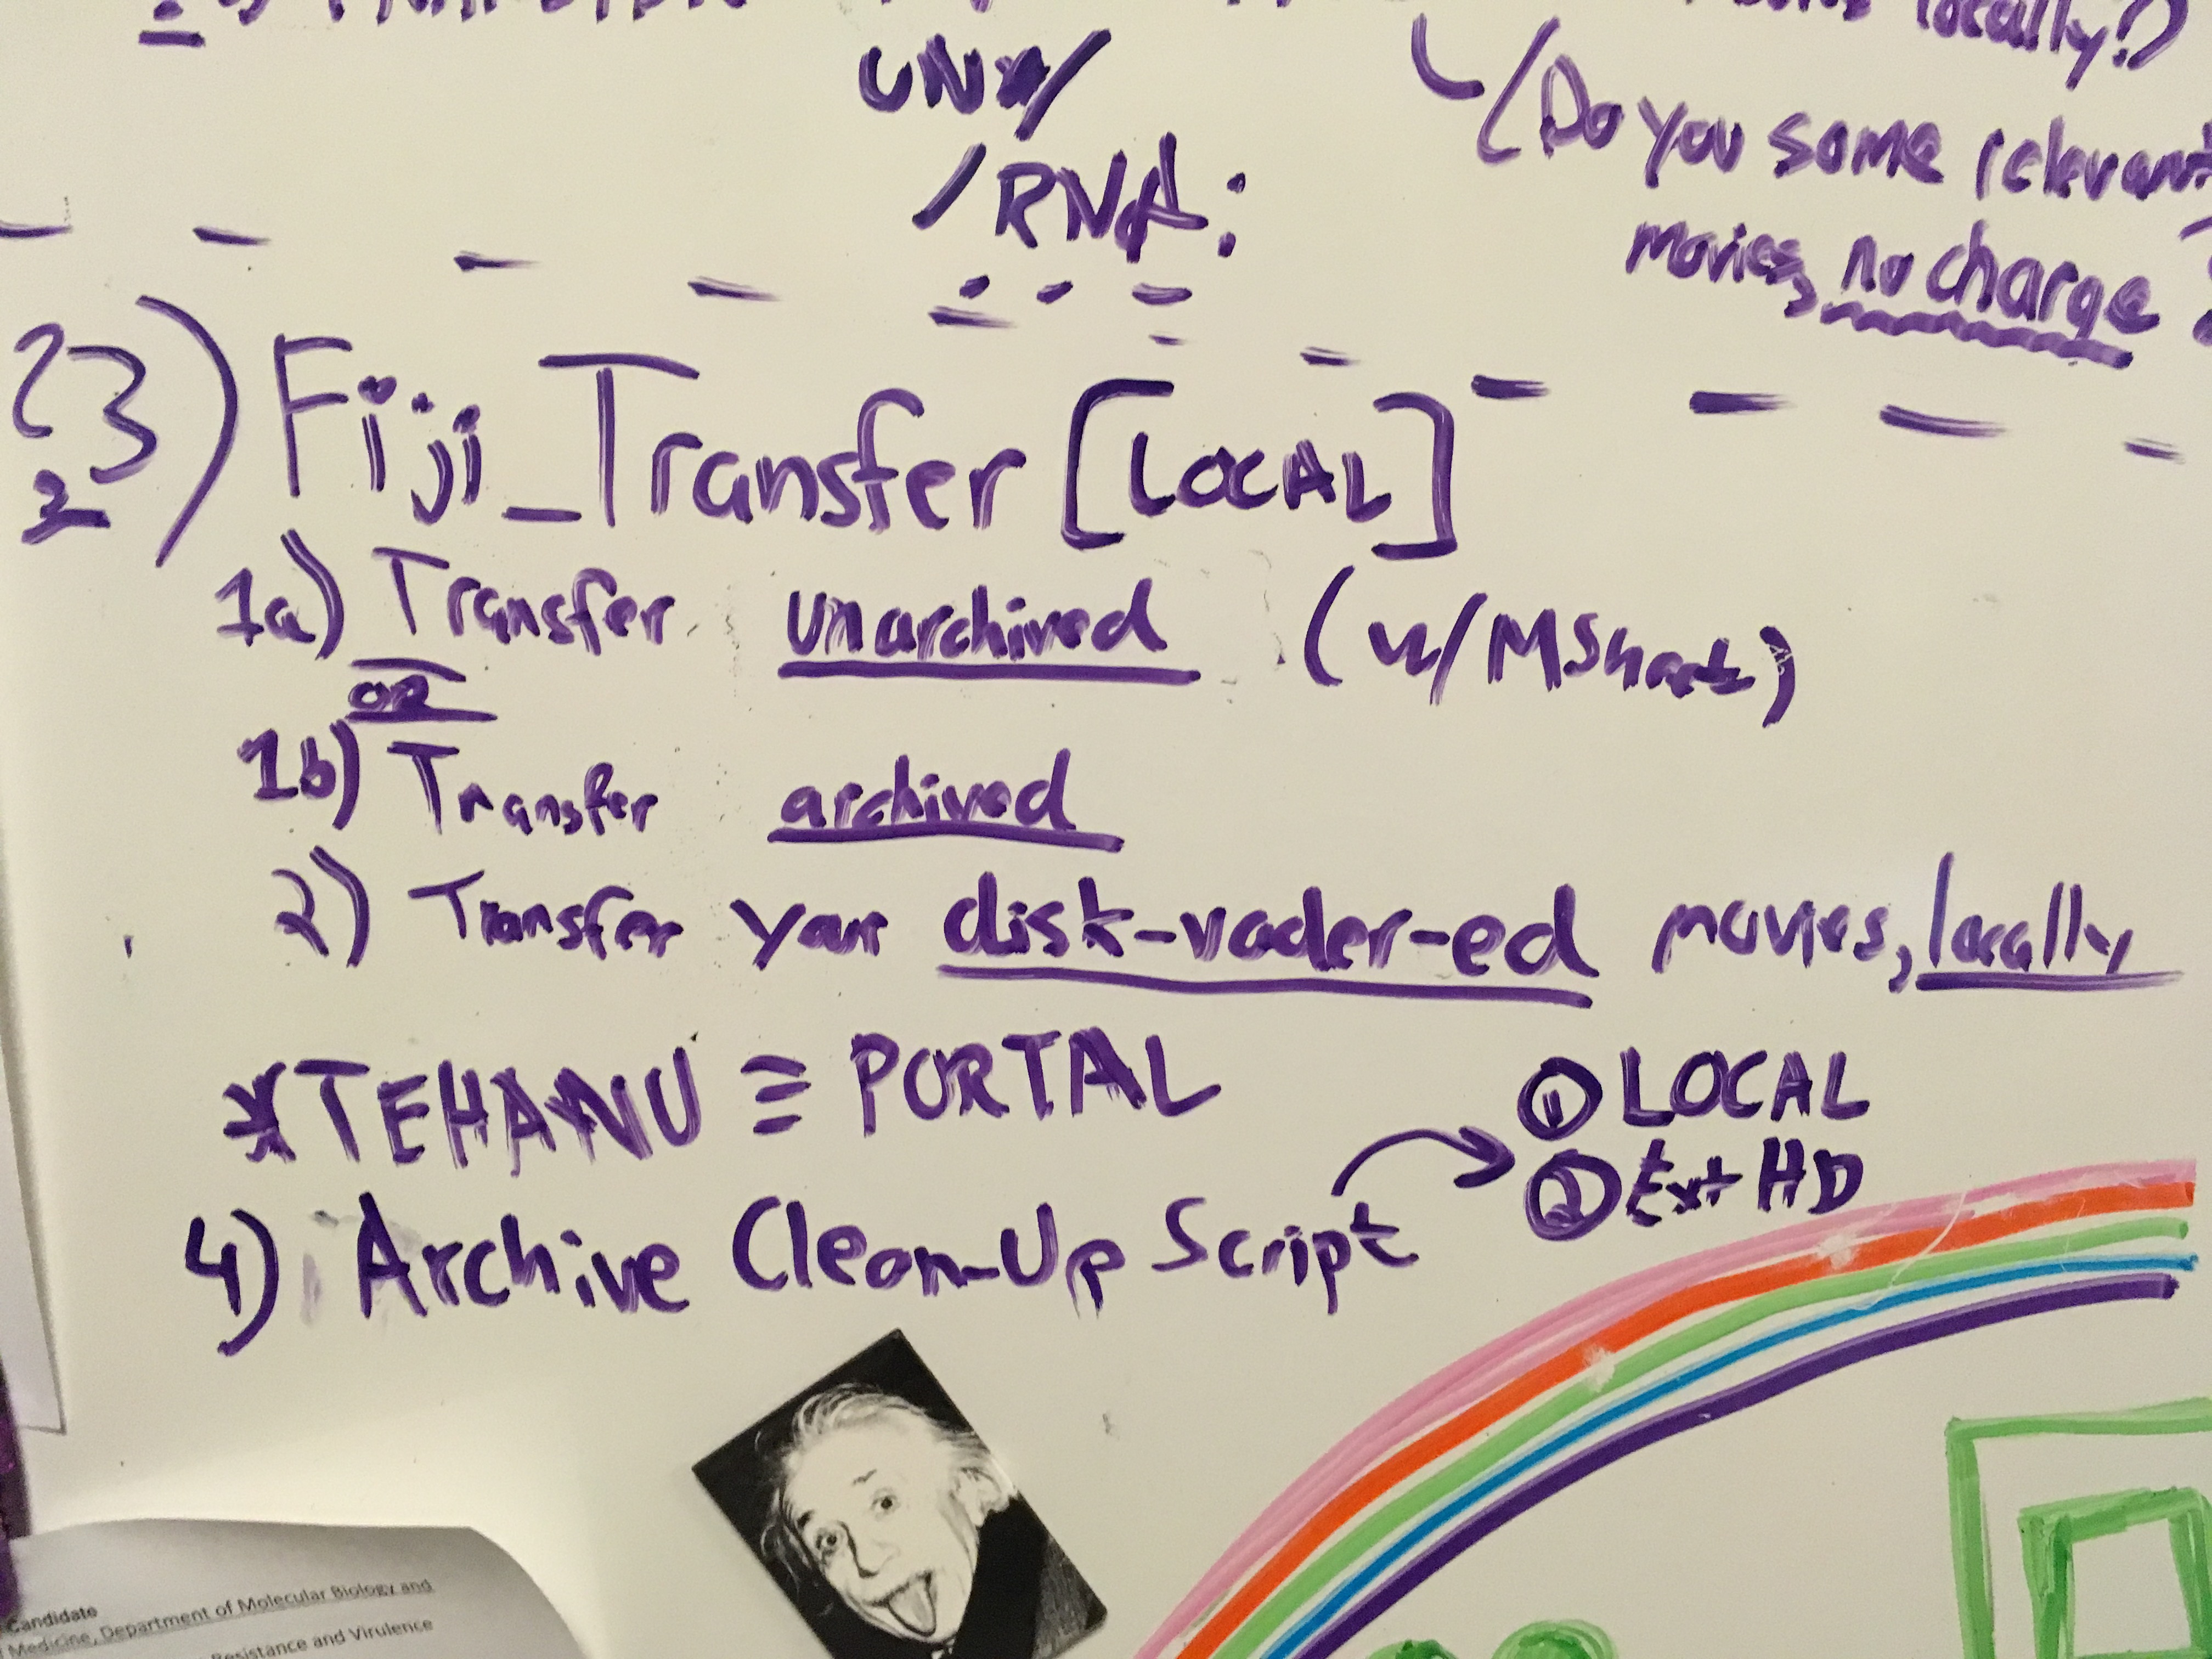 locally?)
UNX/
/RNA:
(Do you some relevant
movies, no charge
3) Fiji_Transfer [LOCAL]
2
1a) Transfer unarchived (w/MSHeets)
OR
1b) Transfer archived
2) Transfer your disk-vader-ed movies, locally
*TEHANU ≡ PORTAL
① LOCAL
② Ext HD
4) Archive Clean-Up Script
Candidate
Medicine, Department of Molecular Biology and
Resistance and Virulence